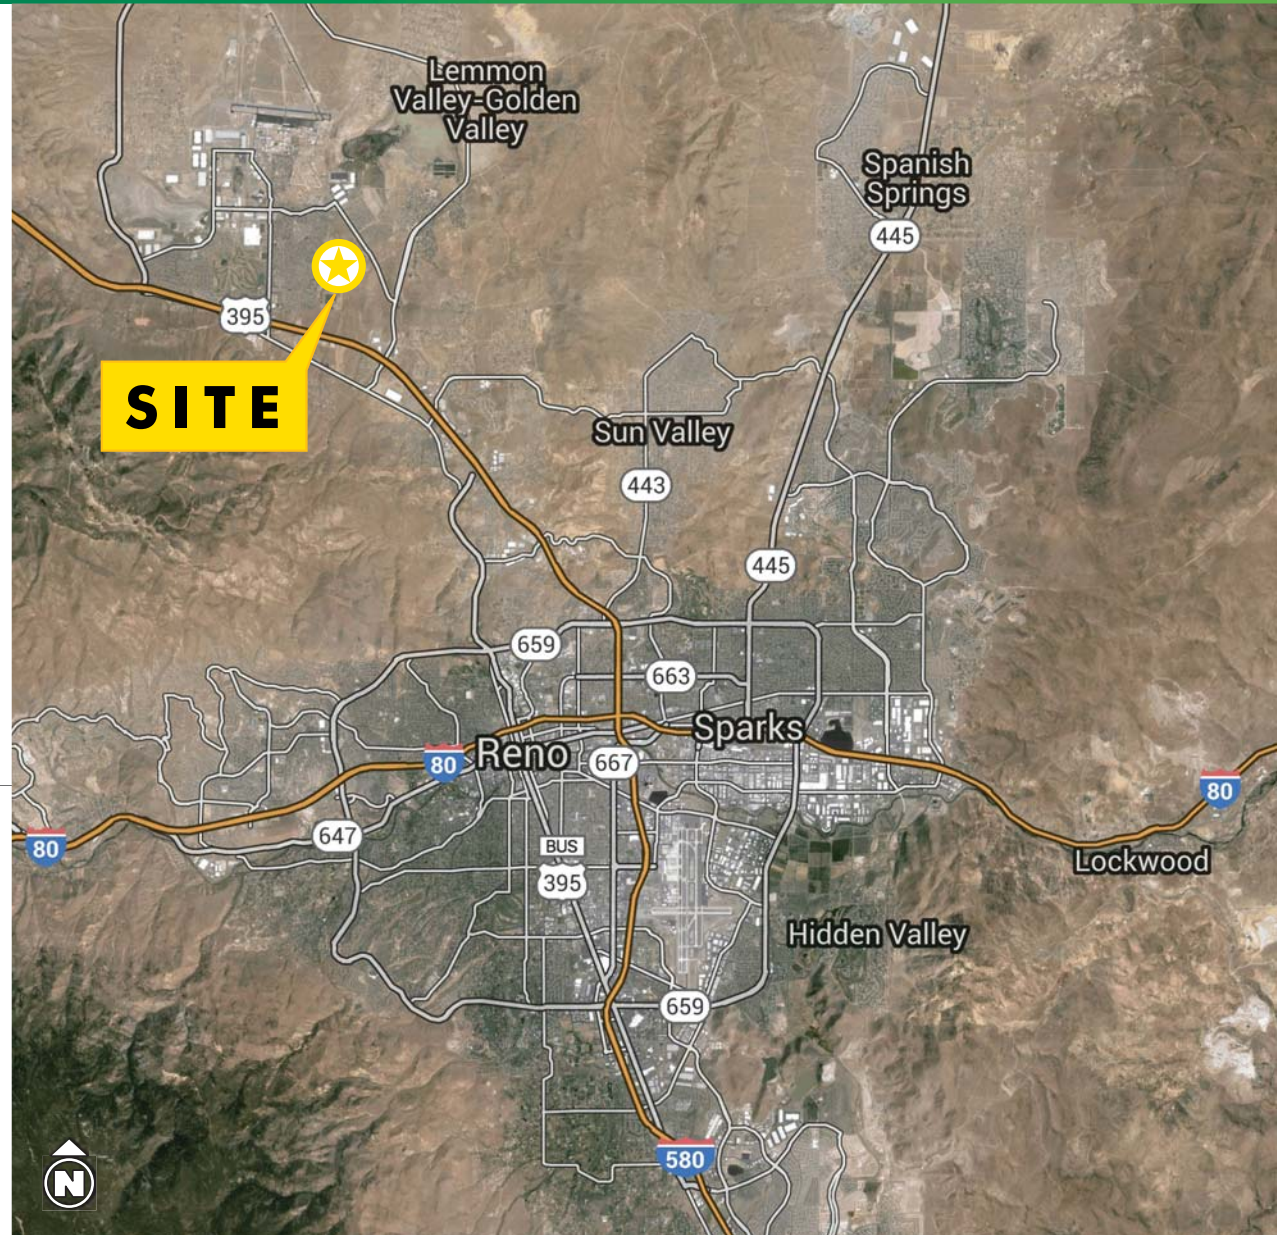 Lemmon
Valley-Golden
Valley
Spanish
Springs
445
395
SITE
Sun Valley
443
445
659
663
Sparks
Reno
80
667
80
647
80
BUS
395
Lockwood
Hidden Valley
659
580
N